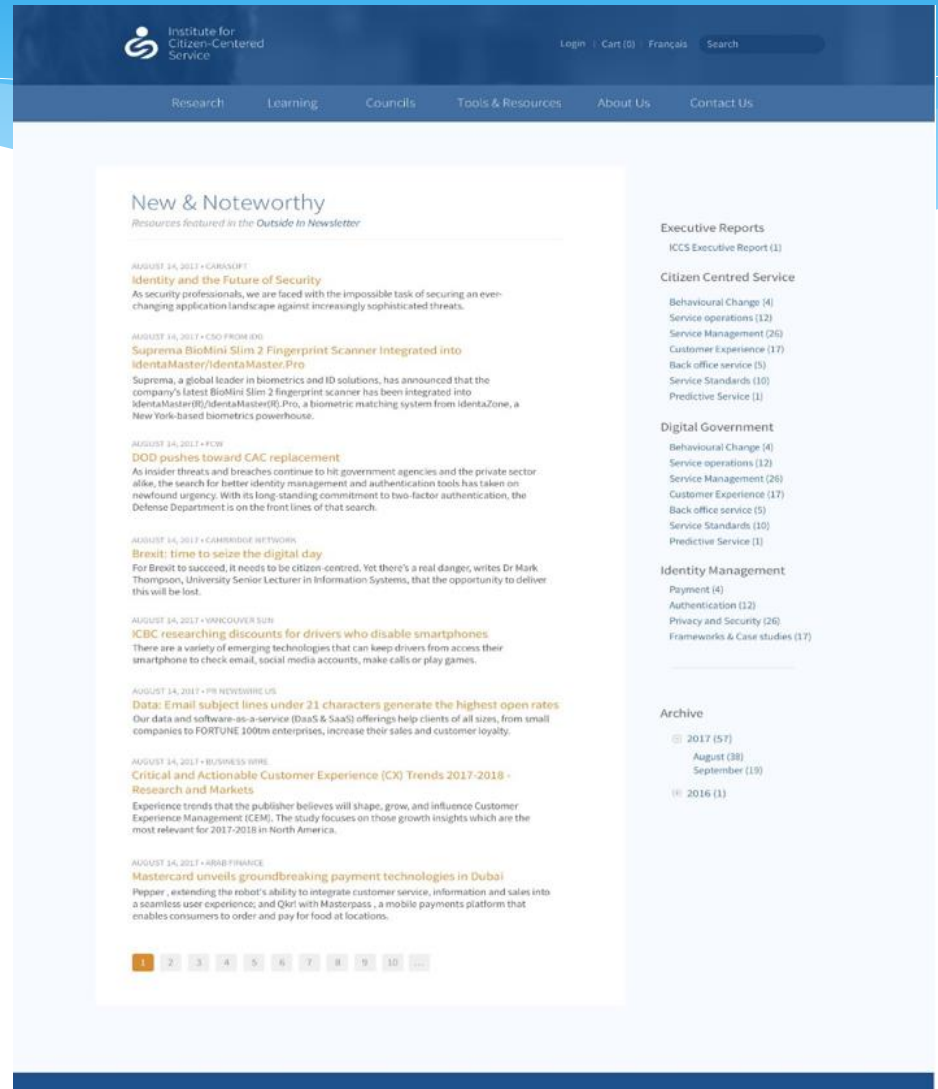 Institute for
Citizen-Centered
Service
Login | Cart (0) | Français Search
Research Learning Councils Tools & Resources About Us Contact Us
New & Noteworthy
Resources featured in the Outside In Newsletter
AUGUST 14, 2017 • CARASOFT
Identity and the Future of Security
As security professionals, we are faced with the impossible task of securing an ever-
changing application landscape against increasingly sophisticated threats.
AUGUST 14, 2017 • CSO FROM IDG
Suprema BioMini Slim 2 Fingerprint Scanner Integrated into
IdentaMaster/IdentaMaster.Pro
Suprema, a global leader in biometrics and ID solutions, has announced that the
company's latest BioMini Slim 2 fingerprint scanner has been integrated into
IdentaMaster(R)/IdentaMaster(R).Pro, a biometric matching system from IdentaZone, a
New York-based biometrics powerhouse.
AUGUST 14, 2017 • FCW
DOD pushes toward CAC replacement
As insider threats and breaches continue to hit government agencies and the private sector
alike, the search for better identity management and authentication tools has taken on
newfound urgency. With its long-standing commitment to two-factor authentication, the
Defense Department is on the front lines of that search.
AUGUST 14, 2017 • CAMBRIDGE NETWORK
Brexit: time to seize the digital day
For Brexit to succeed, it needs to be citizen-centred. Yet there's a real danger, writes Dr Mark
Thompson, University Senior Lecturer in Information Systems, that the opportunity to deliver
this will be lost.
AUGUST 14, 2017 • VANCOUVER SUN
ICBC researching discounts for drivers who disable smartphones
There are a variety of emerging technologies that can keep drivers from access their
smartphone to check email, social media accounts, make calls or play games.
AUGUST 14, 2017 • PR NEWSWIRE US
Data: Email subject lines under 21 characters generate the highest open rates
Our data and software-as-a-service (DaaS & SaaS) offerings help clients of all sizes, from small
companies to FORTUNE 100tm enterprises, increase their sales and customer loyalty.
AUGUST 14, 2017 • BUSINESS WIRE
Critical and Actionable Customer Experience (CX) Trends 2017-2018 -
Research and Markets
Experience trends that the publisher believes will shape, grow, and influence Customer
Experience Management (CEM). The study focuses on those growth insights which are the
most relevant for 2017-2018 in North America.
AUGUST 14, 2017 • ARAB FINANCE
Mastercard unveils groundbreaking payment technologies in Dubai
Pepper , extending the robot's ability to integrate customer service, information and sales into
a seamless user experience; and Qkr! with Masterpass , a mobile payments platform that
enables consumers to order and pay for food at locations.
1 2 3 4 5 6 7 8 9 10 ...
Executive Reports
ICCS Executive Report (1)
Citizen Centred Service
Behavioural Change (4)
Service operations (12)
Service Management (26)
Customer Experience (17)
Back office service (5)
Service Standards (10)
Predictive Service (1)
Digital Government
Behavioural Change (4)
Service operations (12)
Service Management (26)
Customer Experience (17)
Back office service (5)
Service Standards (10)
Predictive Service (1)
Identity Management
Payment (4)
Authentication (12)
Privacy and Security (26)
Frameworks & Case studies (17)
Archive
2017 (57)
August (38)
September (19)
2016 (1)